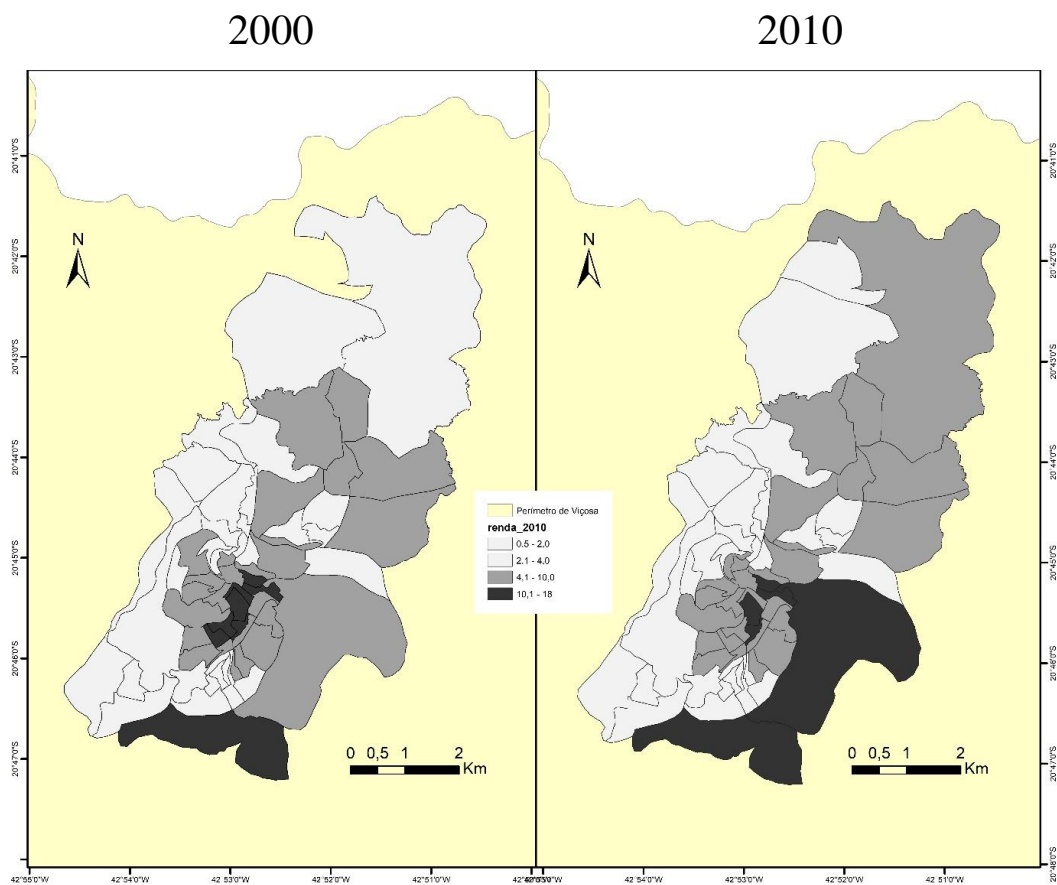 2000
2010
N
N
20°41'0"S
20°42'0"S
20°43'0"S
20°44'0"S
20°45'0"S
20°46'0"S
20°47'0"S
Perímetro de Viçosa
renda_2010
0.5 - 2,0
2.1 - 4,0
4,1 - 10,0
10,1 - 18
0 0,5 1 2
Km
0 0,5 1 2
Km
20°41'0"S
20°42'0"S
20°43'0"S
20°44'0"S
20°45'0"S
20°46'0"S
20°47'0"S
20°48'0"S
42°55'0"W 42°54'0"W 42°53'0"W 42°52'0"W 42°51'0"W
42°54'0"W 42°53'0"W 42°52'0"W 42°51'0"W